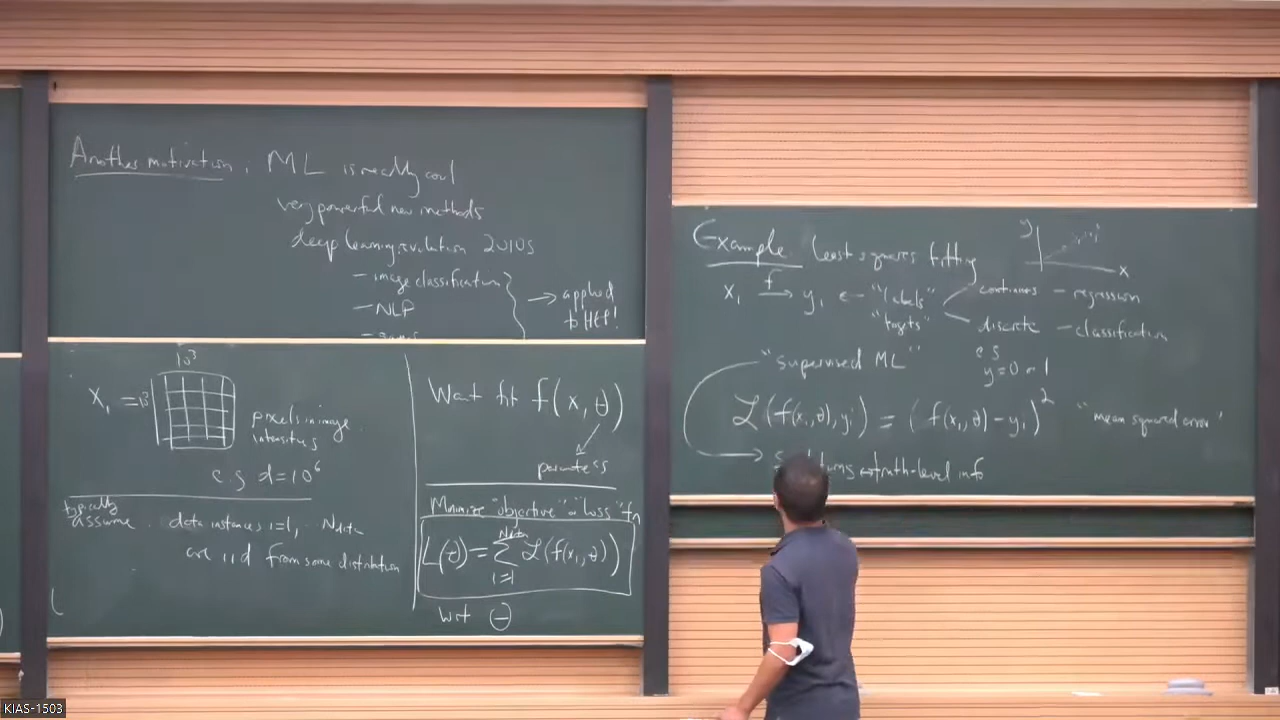 Another motivation : ML is really cool
very powerful new methods
deep learning revolution 2010s
- image classification
- NLP
- games
→ applied
to HEP!
10³
x_i = 10³
pixels in image
intensities
e.g. d=10⁶
typically
assume : data instances i=1, ... N_data
are iid from some distribution
Want fit f(x, θ)
parameters
Minimize "objective" or "loss" fn
L(θ) = Σ_{i=1}^{N_data} ℒ(f(x_i, θ))
wrt θ
Example least squares fitting
y
x
x_i →^f y_i ← "labels"
"targets"
continuous - regression
discrete - classification
e.g.
y=0 or 1
"supervised ML"
ℒ(f(x_i,θ), y_i) = (f(x_i,θ) - y_i)² "mean squared error"
truth-level info
KIAS-1503